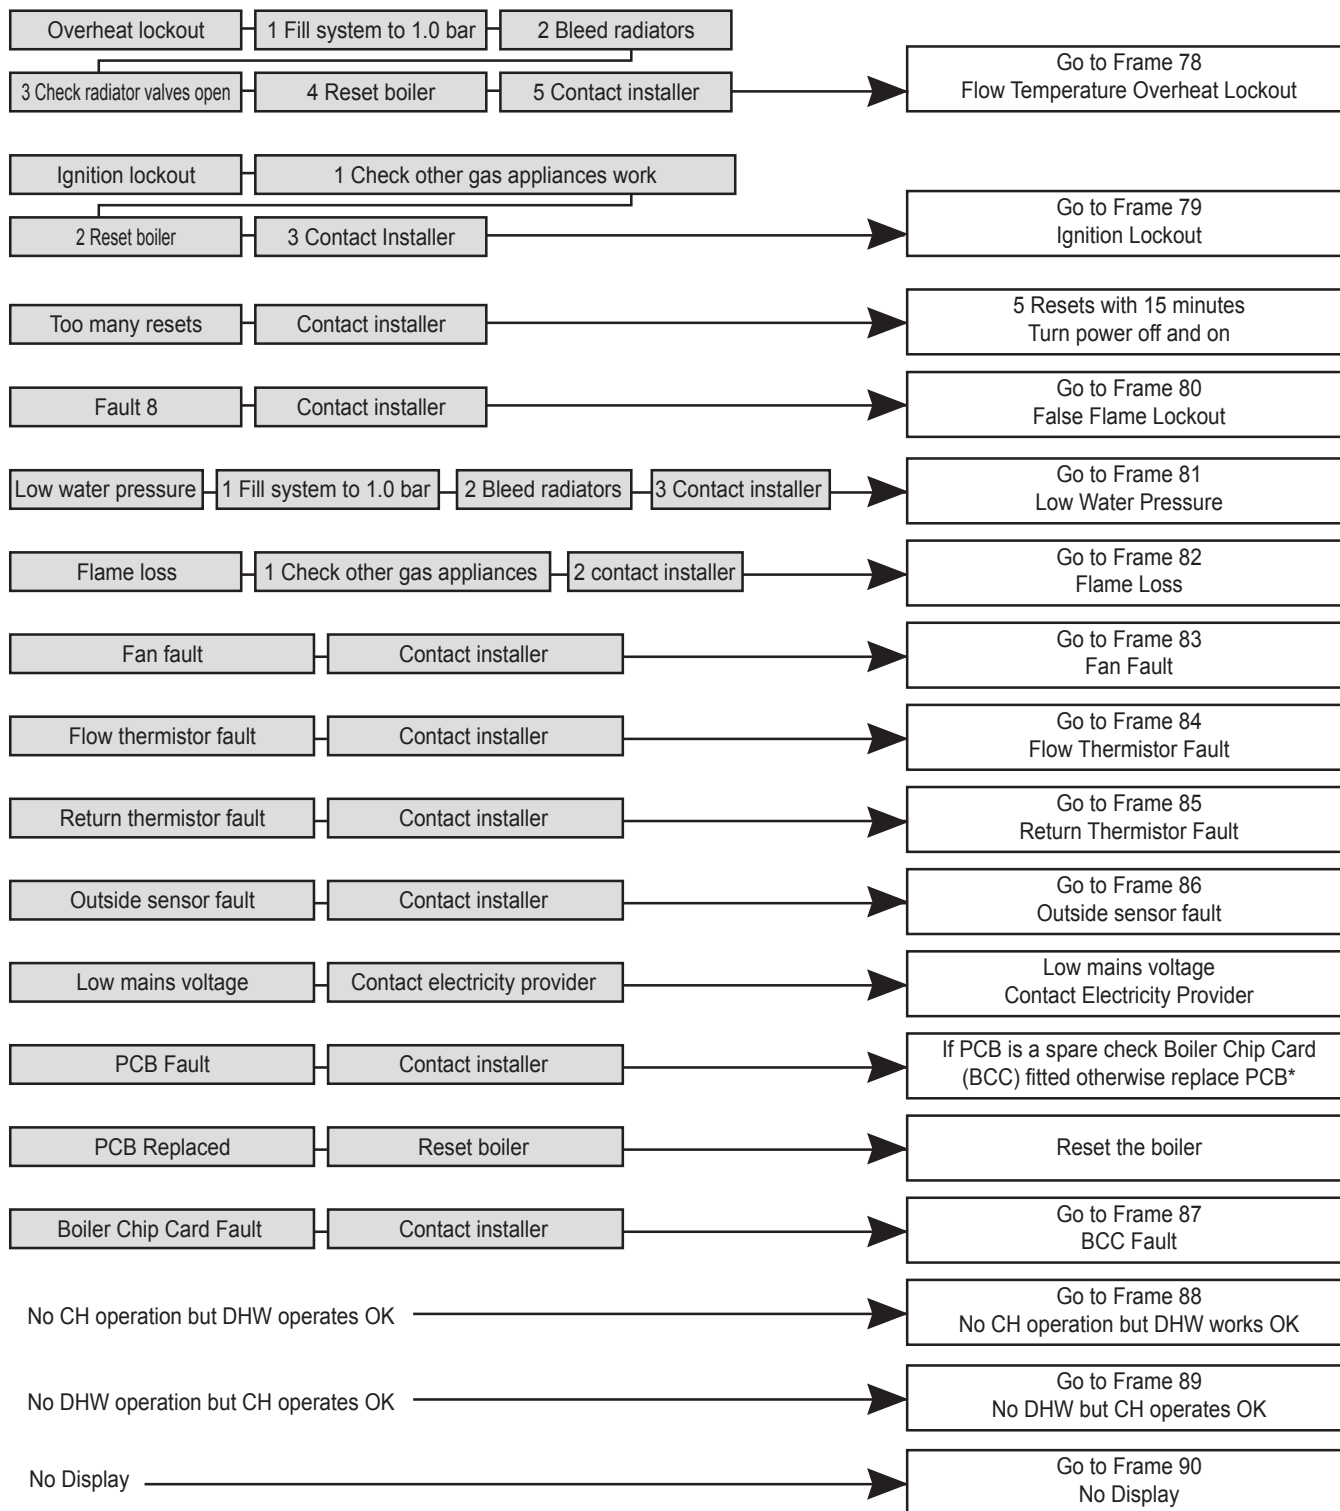 Overheat lockout
1 Fill system to 1.0 bar
2 Bleed radiators
3 Check radiator valves open
4 Reset boiler
5 Contact installer
Go to Frame 78
Flow Temperature Overheat Lockout
Ignition lockout
1 Check other gas appliances work
2 Reset boiler
3 Contact Installer
Go to Frame 79
Ignition Lockout
Too many resets
Contact installer
5 Resets with 15 minutes
Turn power off and on
Fault 8
Contact installer
Go to Frame 80
False Flame Lockout
Low water pressure
1 Fill system to 1.0 bar
2 Bleed radiators
3 Contact installer
Go to Frame 81
Low Water Pressure
Flame loss
1 Check other gas appliances
2 contact installer
Go to Frame 82
Flame Loss
Fan fault
Contact installer
Go to Frame 83
Fan Fault
Flow thermistor fault
Contact installer
Go to Frame 84
Flow Thermistor Fault
Return thermistor fault
Contact installer
Go to Frame 85
Return Thermistor Fault
Outside sensor fault
Contact installer
Go to Frame 86
Outside sensor fault
Low mains voltage
Contact electricity provider
Low mains voltage
Contact Electricity Provider
PCB Fault
Contact installer
If PCB is a spare check Boiler Chip Card
(BCC) fitted otherwise replace PCB*
PCB Replaced
Reset boiler
Reset the boiler
Boiler Chip Card Fault
Contact installer
Go to Frame 87
BCC Fault
No CH operation but DHW operates OK
Go to Frame 88
No CH operation but DHW works OK
No DHW operation but CH operates OK
Go to Frame 89
No DHW but CH operates OK
No Display
Go to Frame 90
No Display